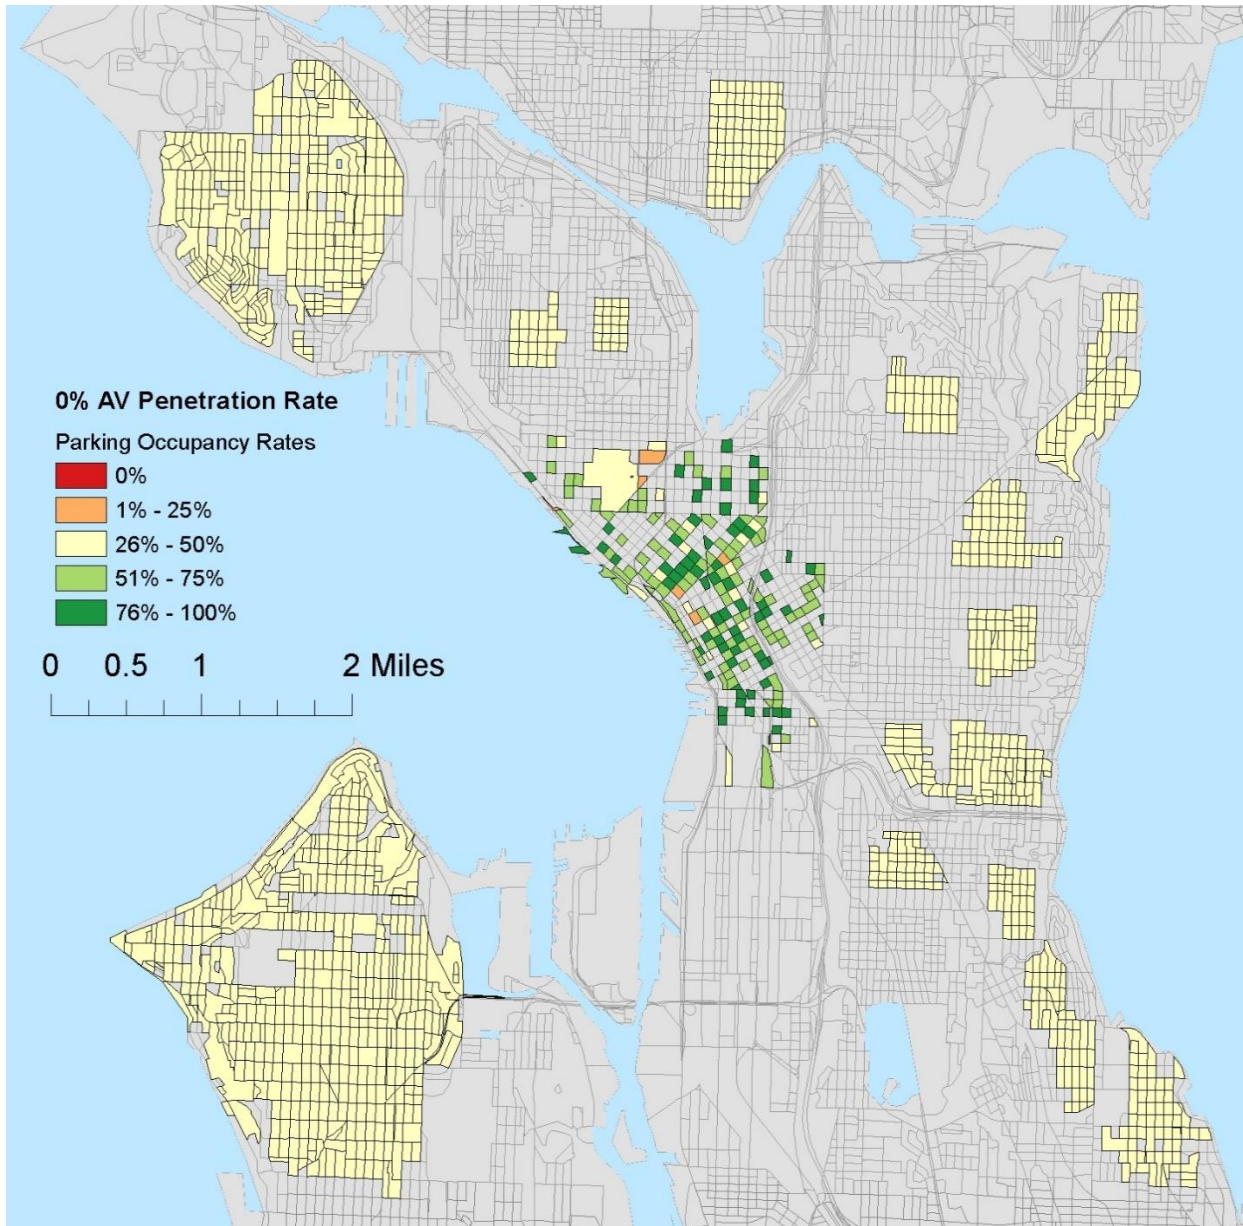 0% AV Penetration Rate
Parking Occupancy Rates
0%
1% - 25%
26% - 50%
51% - 75%
76% - 100%
0 0.5 1 2 Miles